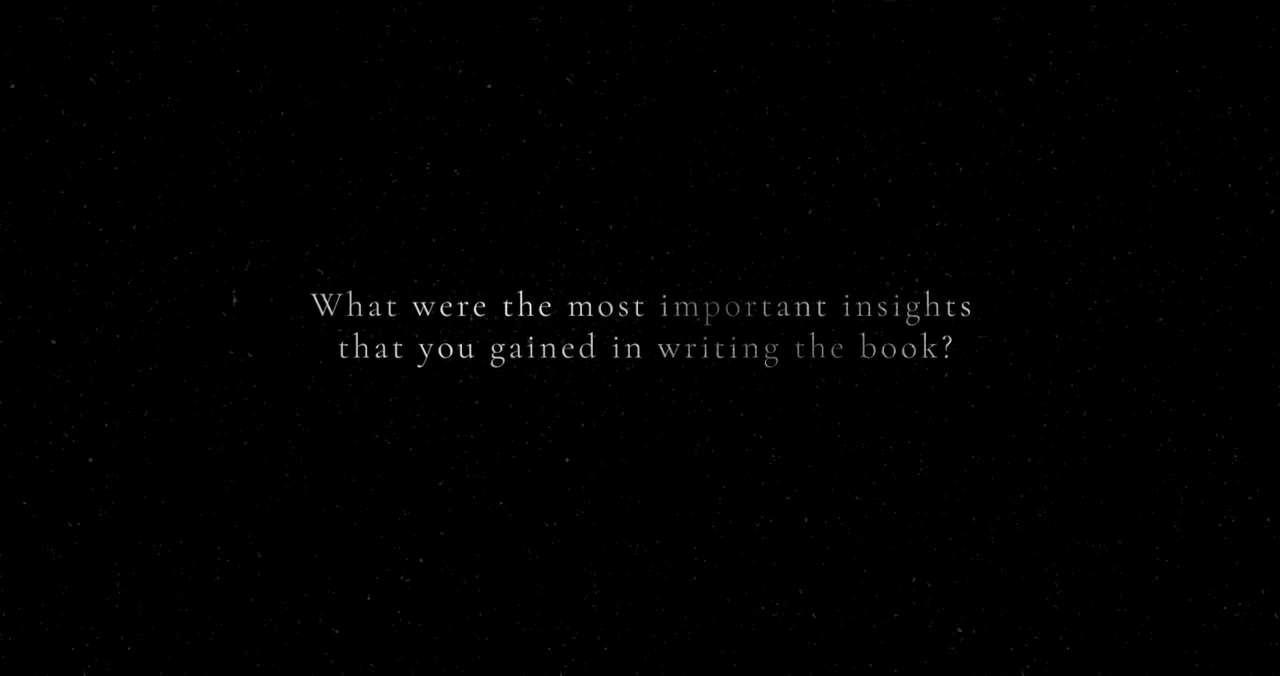 What were the most important insights
that you gained in writing the book?